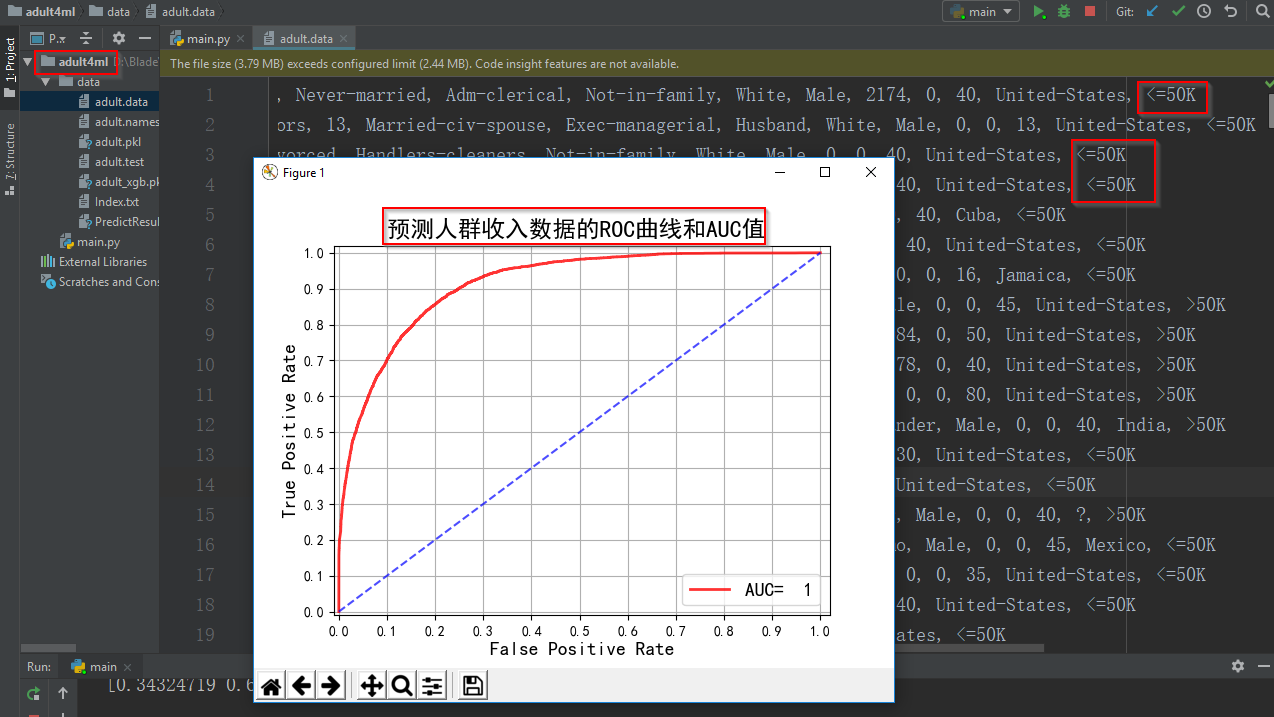 adult4ml data adult.data main Git:
1: Project
7: Structure
P..
main.py adult.data
The file size (3.79 MB) exceeds configured limit (2.44 MB). Code insight features are not available.
adult4ml D:\Blade
data
adult.data
adult.names
adult.pkl
adult.test
adult_xgb.pk
Index.txt
PredictResul
main.py
External Libraries
Scratches and Cons
1 , Never-married, Adm-clerical, Not-in-family, White, Male, 2174, 0, 40, United-States, <=50K
2 ors, 13, Married-civ-spouse, Exec-managerial, Husband, White, Male, 0, 0, 13, United-States, <=50K
3 vorced, Handlers-cleaners, Not-in-family, White, Male, 0, 0, 40, United-States, <=50K
4 40, United-States, <=50K
5 40, Cuba, <=50K
6 40, United-States, <=50K
7 0, 0, 16, Jamaica, <=50K
8 le, 0, 0, 45, United-States, >50K
9 84, 0, 50, United-States, >50K
10 78, 0, 40, United-States, >50K
11 0, 0, 80, United-States, >50K
12 nder, Male, 0, 0, 40, India, >50K
13 30, United-States, <=50K
14 United-States, <=50K
15 , Male, 0, 0, 40, ?, >50K
16 o, Male, 0, 0, 45, Mexico, <=50K
17 0, 0, 35, United-States, <=50K
18 40, United-States, <=50K
19 ates, <=50K
Figure 1
预测人群收入数据的ROC曲线和AUC值
True Positive Rate
1.0
0.9
0.8
0.7
0.6
0.5
0.4
0.3
0.2
0.1
0.0
AUC= 1
0.0 0.1 0.2 0.3 0.4 0.5 0.6 0.7 0.8 0.9 1.0
False Positive Rate
Run: main
[0.34324719 0.6